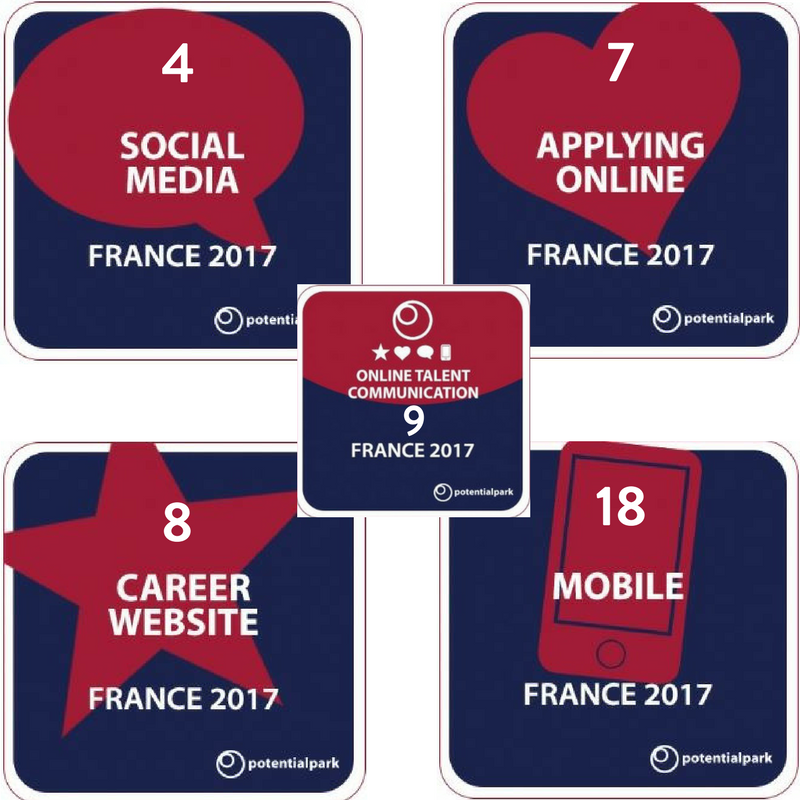 4
SOCIAL
MEDIA
FRANCE 2017
potentia
7
APPLYING
ONLINE
FRANCE 2017
potentialpark
ONLINE TALENT
COMMUNICATION
9
FRANCE 2017
potentialpark
8
CAREER
WEBSITE
FRANCE 2017
potentialpark
18
MOBILE
FRANCE 2017
potentialpark